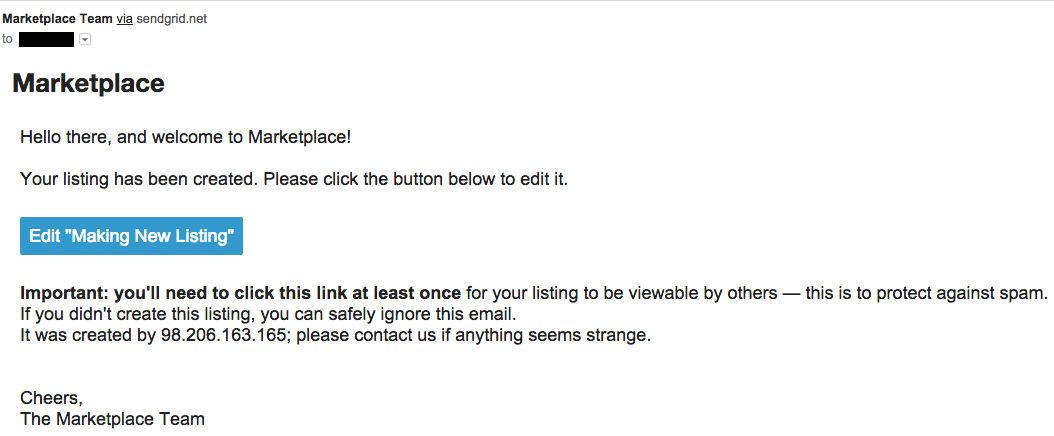 Marketplace Team via sendgrid.net
to
Marketplace
Hello there, and welcome to Marketplace!
Your listing has been created. Please click the button below to edit it.
Edit "Making New Listing"
Important: you'll need to click this link at least once for your listing to be viewable by others — this is to protect against spam.
If you didn't create this listing, you can safely ignore this email.
It was created by 98.206.163.165; please contact us if anything seems strange.
Cheers,
The Marketplace Team